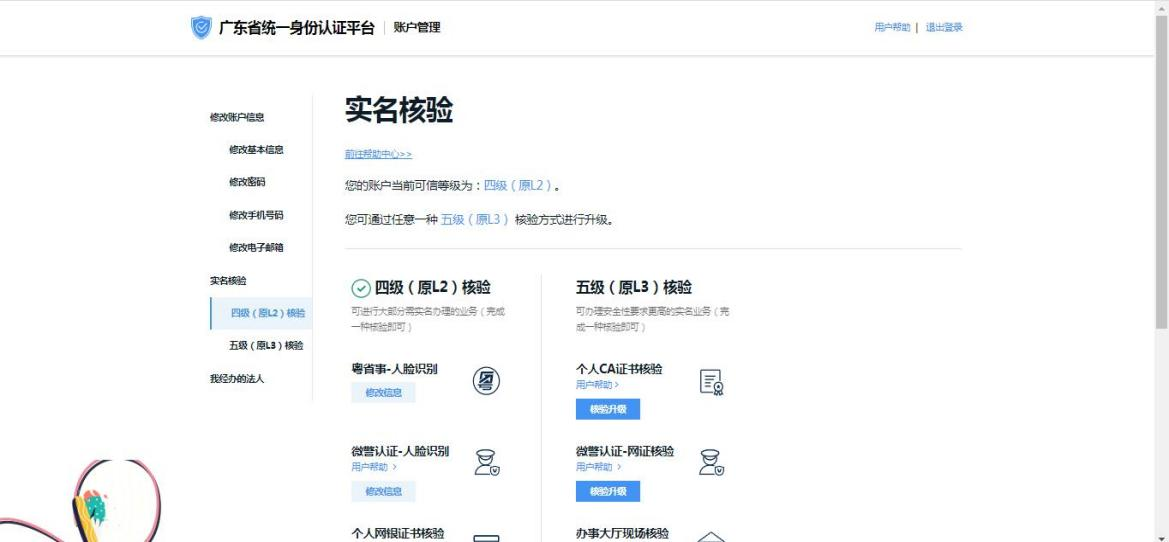 广东省统一身份认证平台 账户管理
用户帮助 | 退出登录
修改账户信息
修改基本信息
修改密码
修改手机号码
修改电子邮箱
实名核验
四级（原L2）核验
五级（原L3）核验
我经办的法人
实名核验
前往帮助中心>>
您的账户当前可信等级为：四级（原L2）。
您可通过任意一种 五级（原L3） 核验方式进行升级。
四级（原L2）核验
可进行大部分需实名办理的业务（完成
一种核验即可）
粤省事-人脸识别
修改信息
微警认证-人脸识别
用户帮助 >
修改信息
个人网银证书核验
五级（原L3）核验
可办理安全性要求更高的实名业务（完
成一种核验即可）
个人CA证书核验
用户帮助 >
核验升级
微警认证-网证核验
用户帮助 >
核验升级
办事大厅现场核验